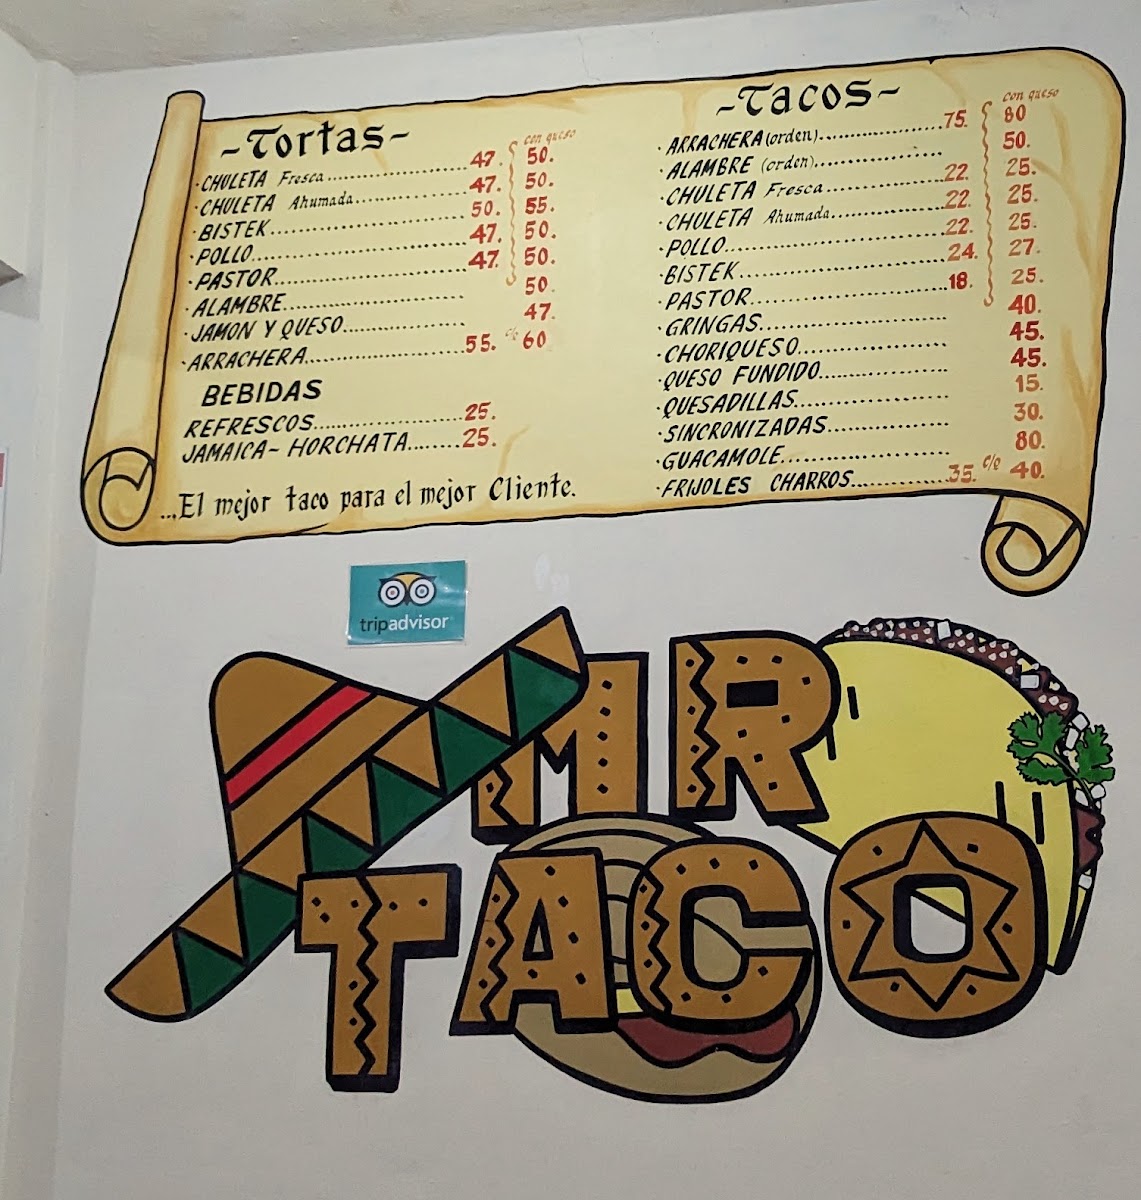 -Tortas-
con queso
·CHULETA Fresca.......................47. 50.
·CHULETA Ahumada...................47. 50.
·BISTEK................................50. 55.
·POLLO.................................47. 50.
·PASTOR..............................47. 50.
·ALAMBRE........................... 50.
·JAMON Y QUESO................. 47.
·ARRACHERA.......................55. c/q 60
BEBIDAS
REFRESCOS.......................25.
JAMAICA-HORCHATA.......25.
...El mejor taco para el mejor Cliente.
-Tacos-
con queso
·ARRACHERA (orden)....................75. 80
·ALAMBRE (orden).................... 50.
·CHULETA Fresca....................22. 25.
·CHULETA Ahumada................22. 25.
·POLLO..............................22. 25.
·BISTEK..............................24. 27.
·PASTOR............................18. 25.
·GRINGAS........................... 40.
·CHORIQUESO..................... 45.
·QUESO FUNDIDO................. 45.
·QUESADILLAS..................... 15.
·SINCRONIZADAS................. 30.
·GUACAMOLE....................... 80.
·FRIJOLES CHARROS.............35. c/q 40.
tripadvisor
MR
TACO